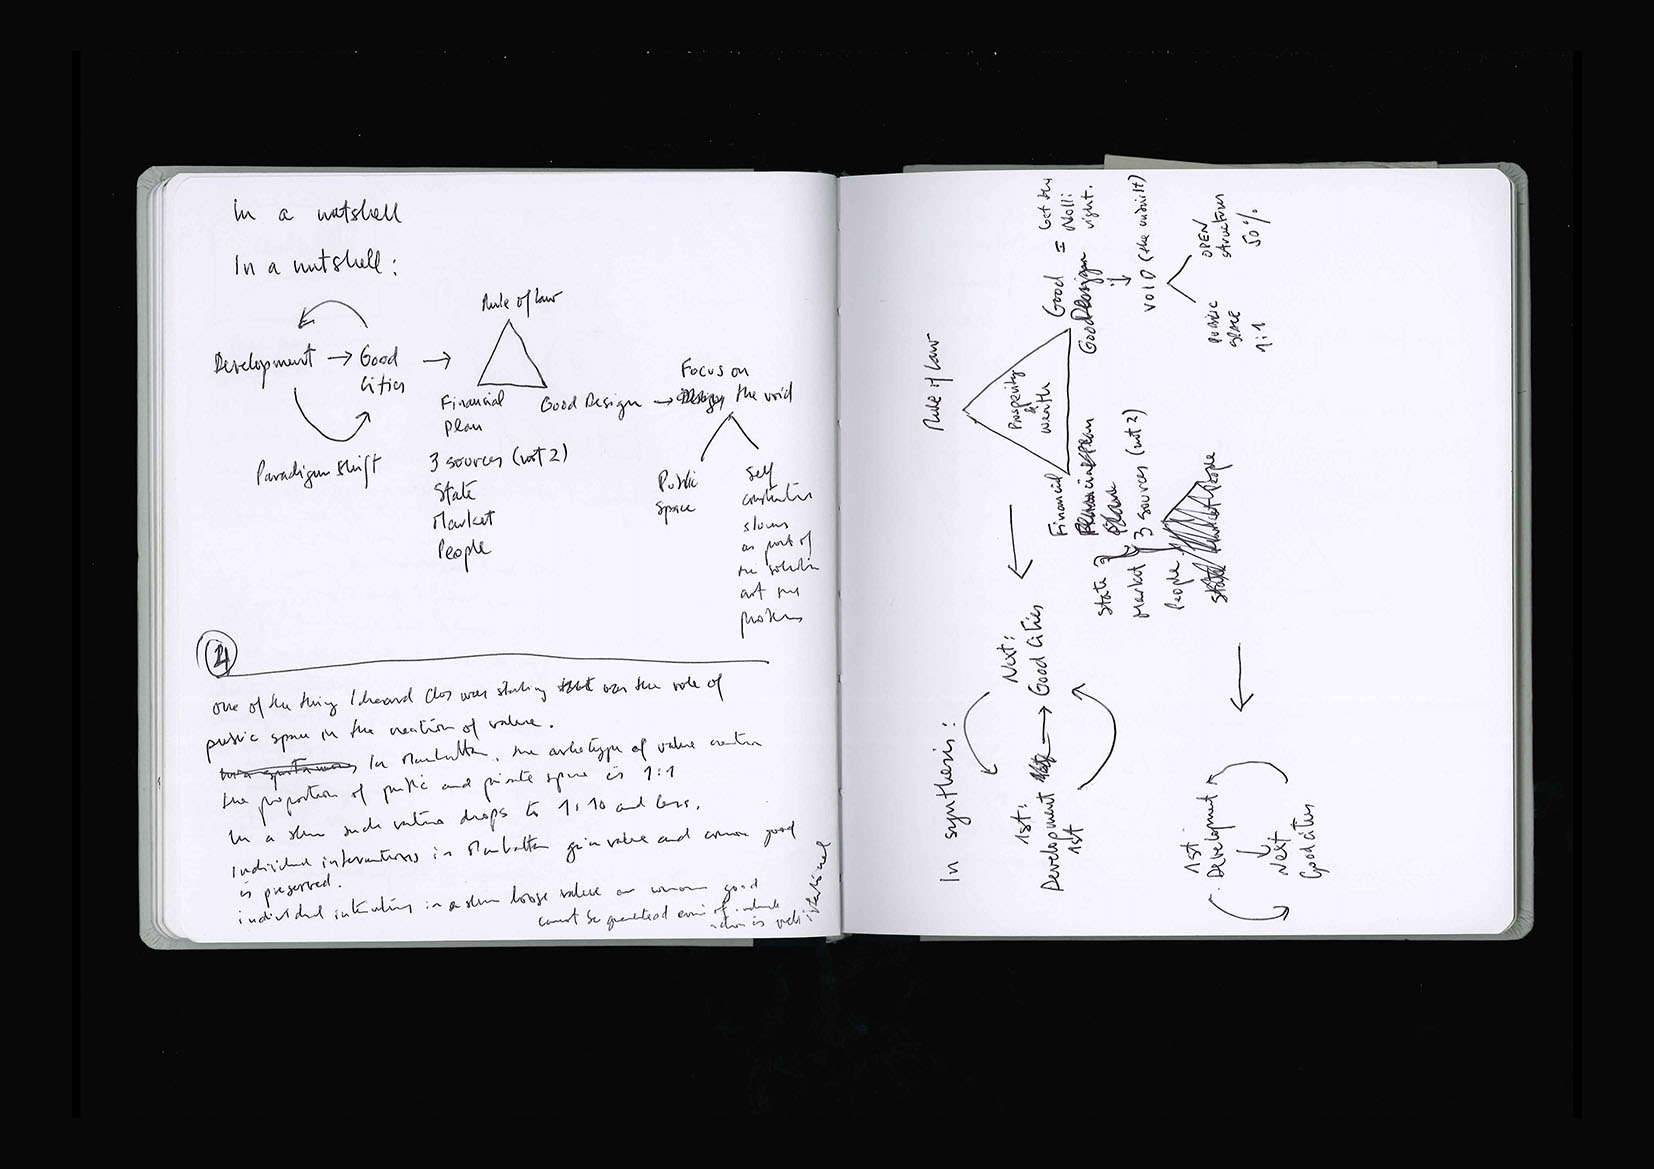 In a nutshell
In a nutshell:
Development → Good
Cities →
Paradigm shift
Rule of law
Financial
plan
Good Design →
3 sources (not 2)
State
Market
People
Focus on
the void
Public
space
Self
construction
slums
as part of
the solution
not the
problem
4
one of the thing I heard Clos was stating was the role of
public space in the creation of value.
In Manhattan, the archetype of value creation
the proportion of public and private space is 1:1
In a slum such ratio drops to 1:10 and less.
Individual interventions in Manhattan gain value and common good
is preserved.
individual intention in a slum loose value as common good
cannot be guaranteed even if
action is well
In synthesis:
1st:
Development → Good Cities
1st
Next:
Rule of law
Prosperity
&
wealth
Financial
plan
Good = Get the
Design Nolli
right.
↓
VOID (the unbuilt)
PUBLIC
SPACE
1:1
OPEN
structures
50%
State
Market 3 sources (not 2)
People
State Market People
1st
Development
↓
Next
Good cities